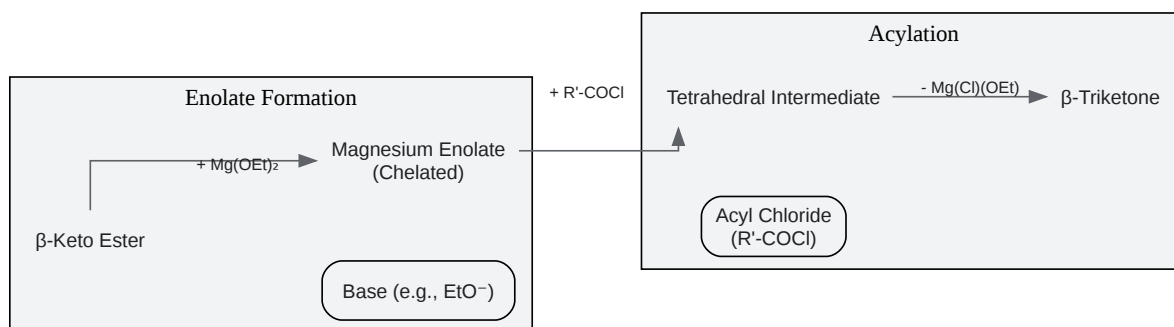 Acylation
Tetrahedral Intermediate
- Mg(Cl)(OEt)
β-Triketone
Acyl Chloride
(R'-COCl)
+ R'-COCl
Enolate Formation
Magnesium Enolate
(Chelated)
+ Mg(OEt)₂
β-Keto Ester
Base (e.g., EtO⁻)